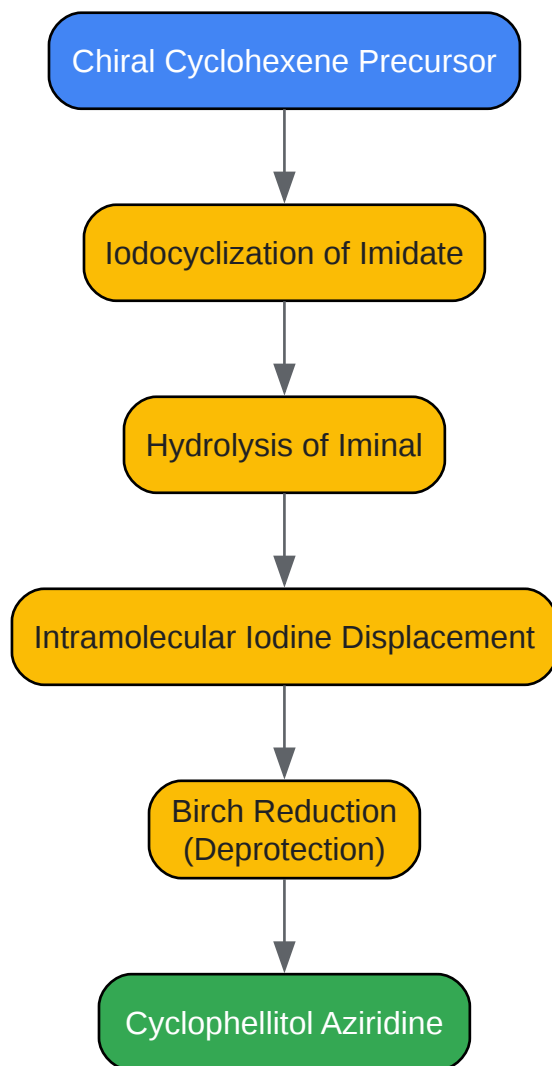 Chiral Cyclohexene Precursor
Iodocyclization of Imidate
Hydrolysis of Iminal
Intramolecular Iodine Displacement
Birch Reduction
(Deprotection)
Cyclophellitol Aziridine